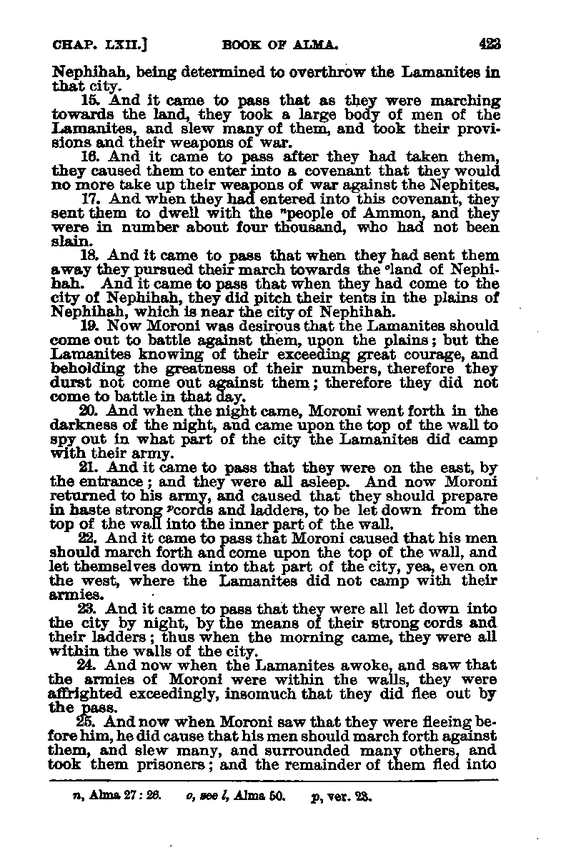 CHAP. LXII.] BOOK OF ALMA. 423
Nephihah, being determined to overthrow the Lamanites in
that city.
15. And it came to pass that as they were marching
towards the land, they took a large body of men of the
Lamanites, and slew many of them, and took their provi-
sions and their weapons of war.
16. And it came to pass after they had taken them,
they caused them to enter into a covenant that they would
no more take up their weapons of war against the Nephites.
17. And when they had entered into this covenant, they
sent them to dwell with the ⁿpeople of Ammon, and they
were in number about four thousand, who had not been
slain.
18. And it came to pass that when they had sent them
away they pursued their march towards the ᵒland of Nephi-
hah. And it came to pass that when they had come to the
city of Nephihah, they did pitch their tents in the plains of
Nephihah, which is near the city of Nephihah.
19. Now Moroni was desirous that the Lamanites should
come out to battle against them, upon the plains; but the
Lamanites knowing of their exceeding great courage, and
beholding the greatness of their numbers, therefore they
durst not come out against them; therefore they did not
come to battle in that day.
20. And when the night came, Moroni went forth in the
darkness of the night, and came upon the top of the wall to
spy out in what part of the city the Lamanites did camp
with their army.
21. And it came to pass that they were on the east, by
the entrance; and they were all asleep. And now Moroni
returned to his army, and caused that they should prepare
in haste strong ᵖcords and ladders, to be let down from the
top of the wall into the inner part of the wall.
22. And it came to pass that Moroni caused that his men
should march forth and come upon the top of the wall, and
let themselves down into that part of the city, yea, even on
the west, where the Lamanites did not camp with their
armies.
23. And it came to pass that they were all let down into
the city by night, by the means of their strong cords and
their ladders; thus when the morning came, they were all
within the walls of the city.
24. And now when the Lamanites awoke, and saw that
the armies of Moroni were within the walls, they were
affrighted exceedingly, insomuch that they did flee out by
the pass.
25. And now when Moroni saw that they were fleeing be-
fore him, he did cause that his men should march forth against
them, and slew many, and surrounded many others, and
took them prisoners; and the remainder of them fled into
n, Alma 27: 26. o, see l, Alma 50. p, ver. 23.